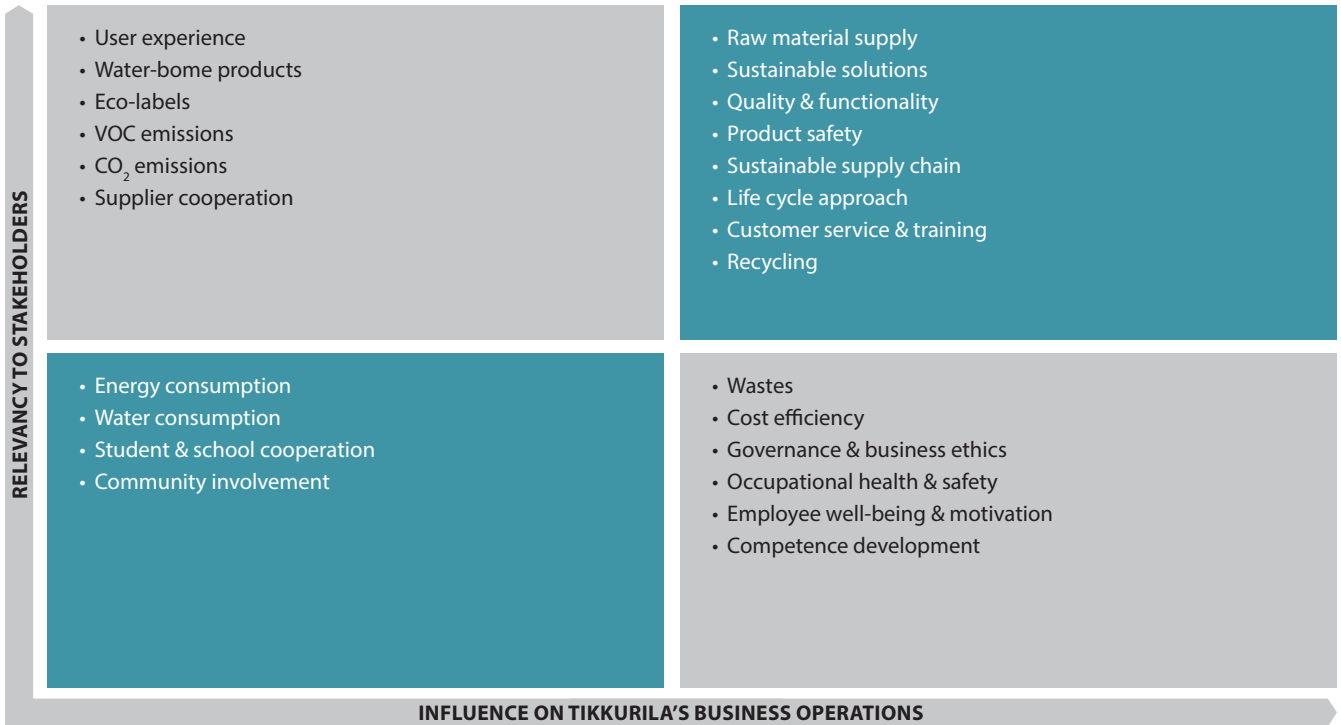 RELEVANCY TO STAKEHOLDERS
• User experience
• Water-bome products
• Eco-labels
• VOC emissions
• CO₂ emissions
• Supplier cooperation
• Raw material supply
• Sustainable solutions
• Quality & functionality
• Product safety
• Sustainable supply chain
• Life cycle approach
• Customer service & training
• Recycling
• Energy consumption
• Water consumption
• Student & school cooperation
• Community involvement
• Wastes
• Cost efficiency
• Governance & business ethics
• Occupational health & safety
• Employee well-being & motivation
• Competence development
INFLUENCE ON TIKKURILA’S BUSINESS OPERATIONS